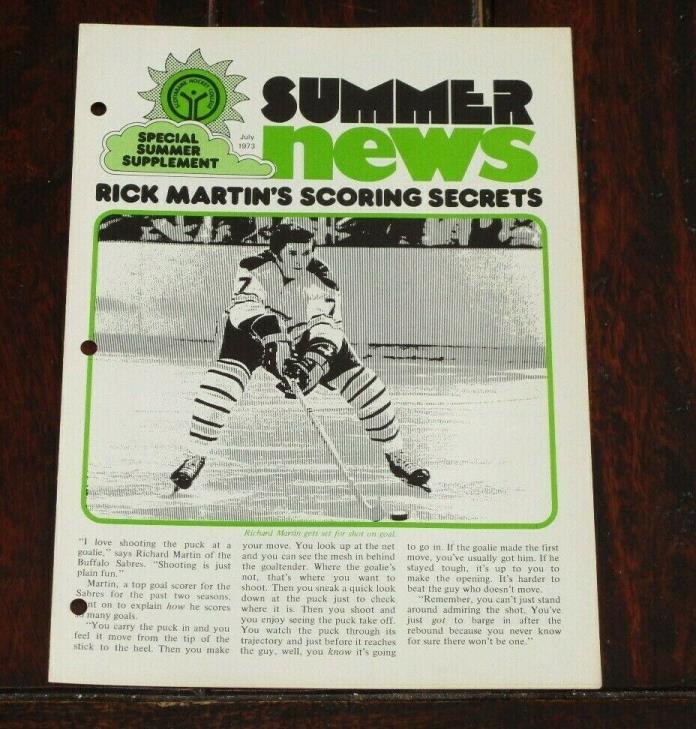 SCOTIABANK HOCKEY COLLEGE
SPECIAL
SUMMER
SUPPLEMENT
July
1973
SUMMER
news
RICK MARTIN'S SCORING SECRETS
7
7
Richard Martin gets set for shot on goal.
"I love shooting the puck at a
goalie," says Richard Martin of the
Buffalo Sabres. "Shooting is just
plain fun."
Martin, a top goal scorer for the
Sabres for the past two seasons,
nt on to explain how he scores
many goals.
"You carry the puck in and you
feel it move from the tip of the
stick to the heel. Then you make
your move. You look up at the net
and you can see the mesh in behind
the goaltender. Where the goalie's
not, that's where you want to
shoot. Then you sneak a quick look
down at the puck just to check
where it is. Then you shoot and
you enjoy seeing the puck take off.
You watch the puck through its
trajectory and just before it reaches
the guy, well, you know it's going
to go in. If the goalie made the first
move, you've usually got him. If he
stayed tough, it's up to you to
make the opening. It's harder to
beat the guy who doesn't move.
"Remember, you can't just stand
around admiring the shot. You've
just got to barge in after the
rebound because you never know
for sure there won't be one."